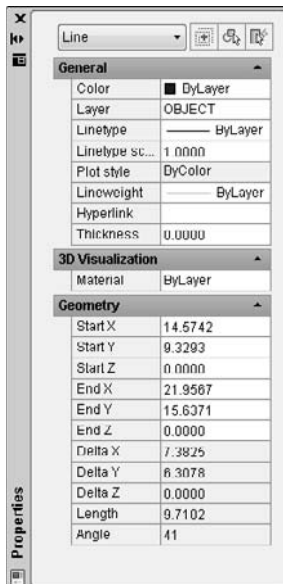 Line
General
Color ByLayer
Layer OBJECT
Linetype ByLayer
Linetype sc... 1.0000
Plot style ByColor
Lineweight ByLayer
Hyperlink
Thickness 0.0000
3D Visualization
Material ByLayer
Geometry
Start X 14.5742
Start Y 9.3293
Start Z 0.0000
End X 21.9567
End Y 15.6371
End Z 0.0000
Delta X 7.3825
Delta Y 6.3078
Delta Z 0.0000
Length 9.7102
Angle 41
Properties